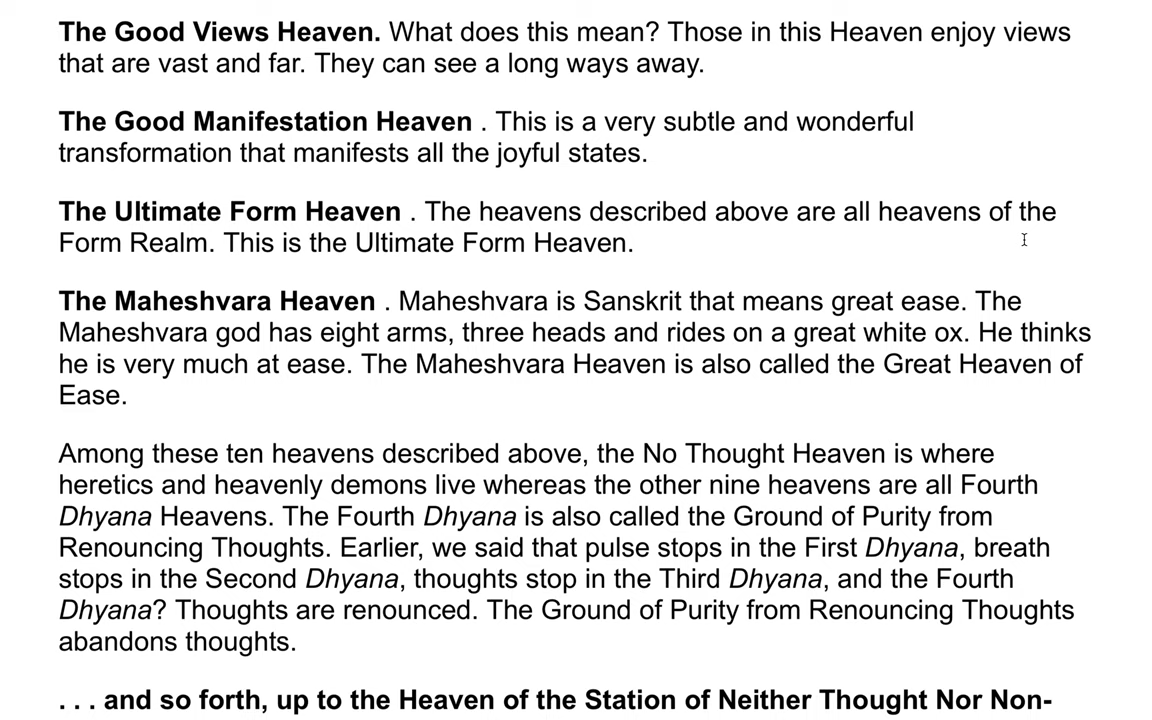 The Good Views Heaven. What does this mean? Those in this Heaven enjoy views
that are vast and far. They can see a long ways away.
The Good Manifestation Heaven . This is a very subtle and wonderful
transformation that manifests all the joyful states.
The Ultimate Form Heaven . The heavens described above are all heavens of the
Form Realm. This is the Ultimate Form Heaven.
The Maheshvara Heaven . Maheshvara is Sanskrit that means great ease. The
Maheshvara god has eight arms, three heads and rides on a great white ox. He thinks
he is very much at ease. The Maheshvara Heaven is also called the Great Heaven of
Ease.
Among these ten heavens described above, the No Thought Heaven is where
heretics and heavenly demons live whereas the other nine heavens are all Fourth
Dhyana Heavens. The Fourth Dhyana is also called the Ground of Purity from
Renouncing Thoughts. Earlier, we said that pulse stops in the First Dhyana, breath
stops in the Second Dhyana, thoughts stop in the Third Dhyana, and the Fourth
Dhyana? Thoughts are renounced. The Ground of Purity from Renouncing Thoughts
abandons thoughts.
. . . and so forth, up to the Heaven of the Station of Neither Thought Nor Non-